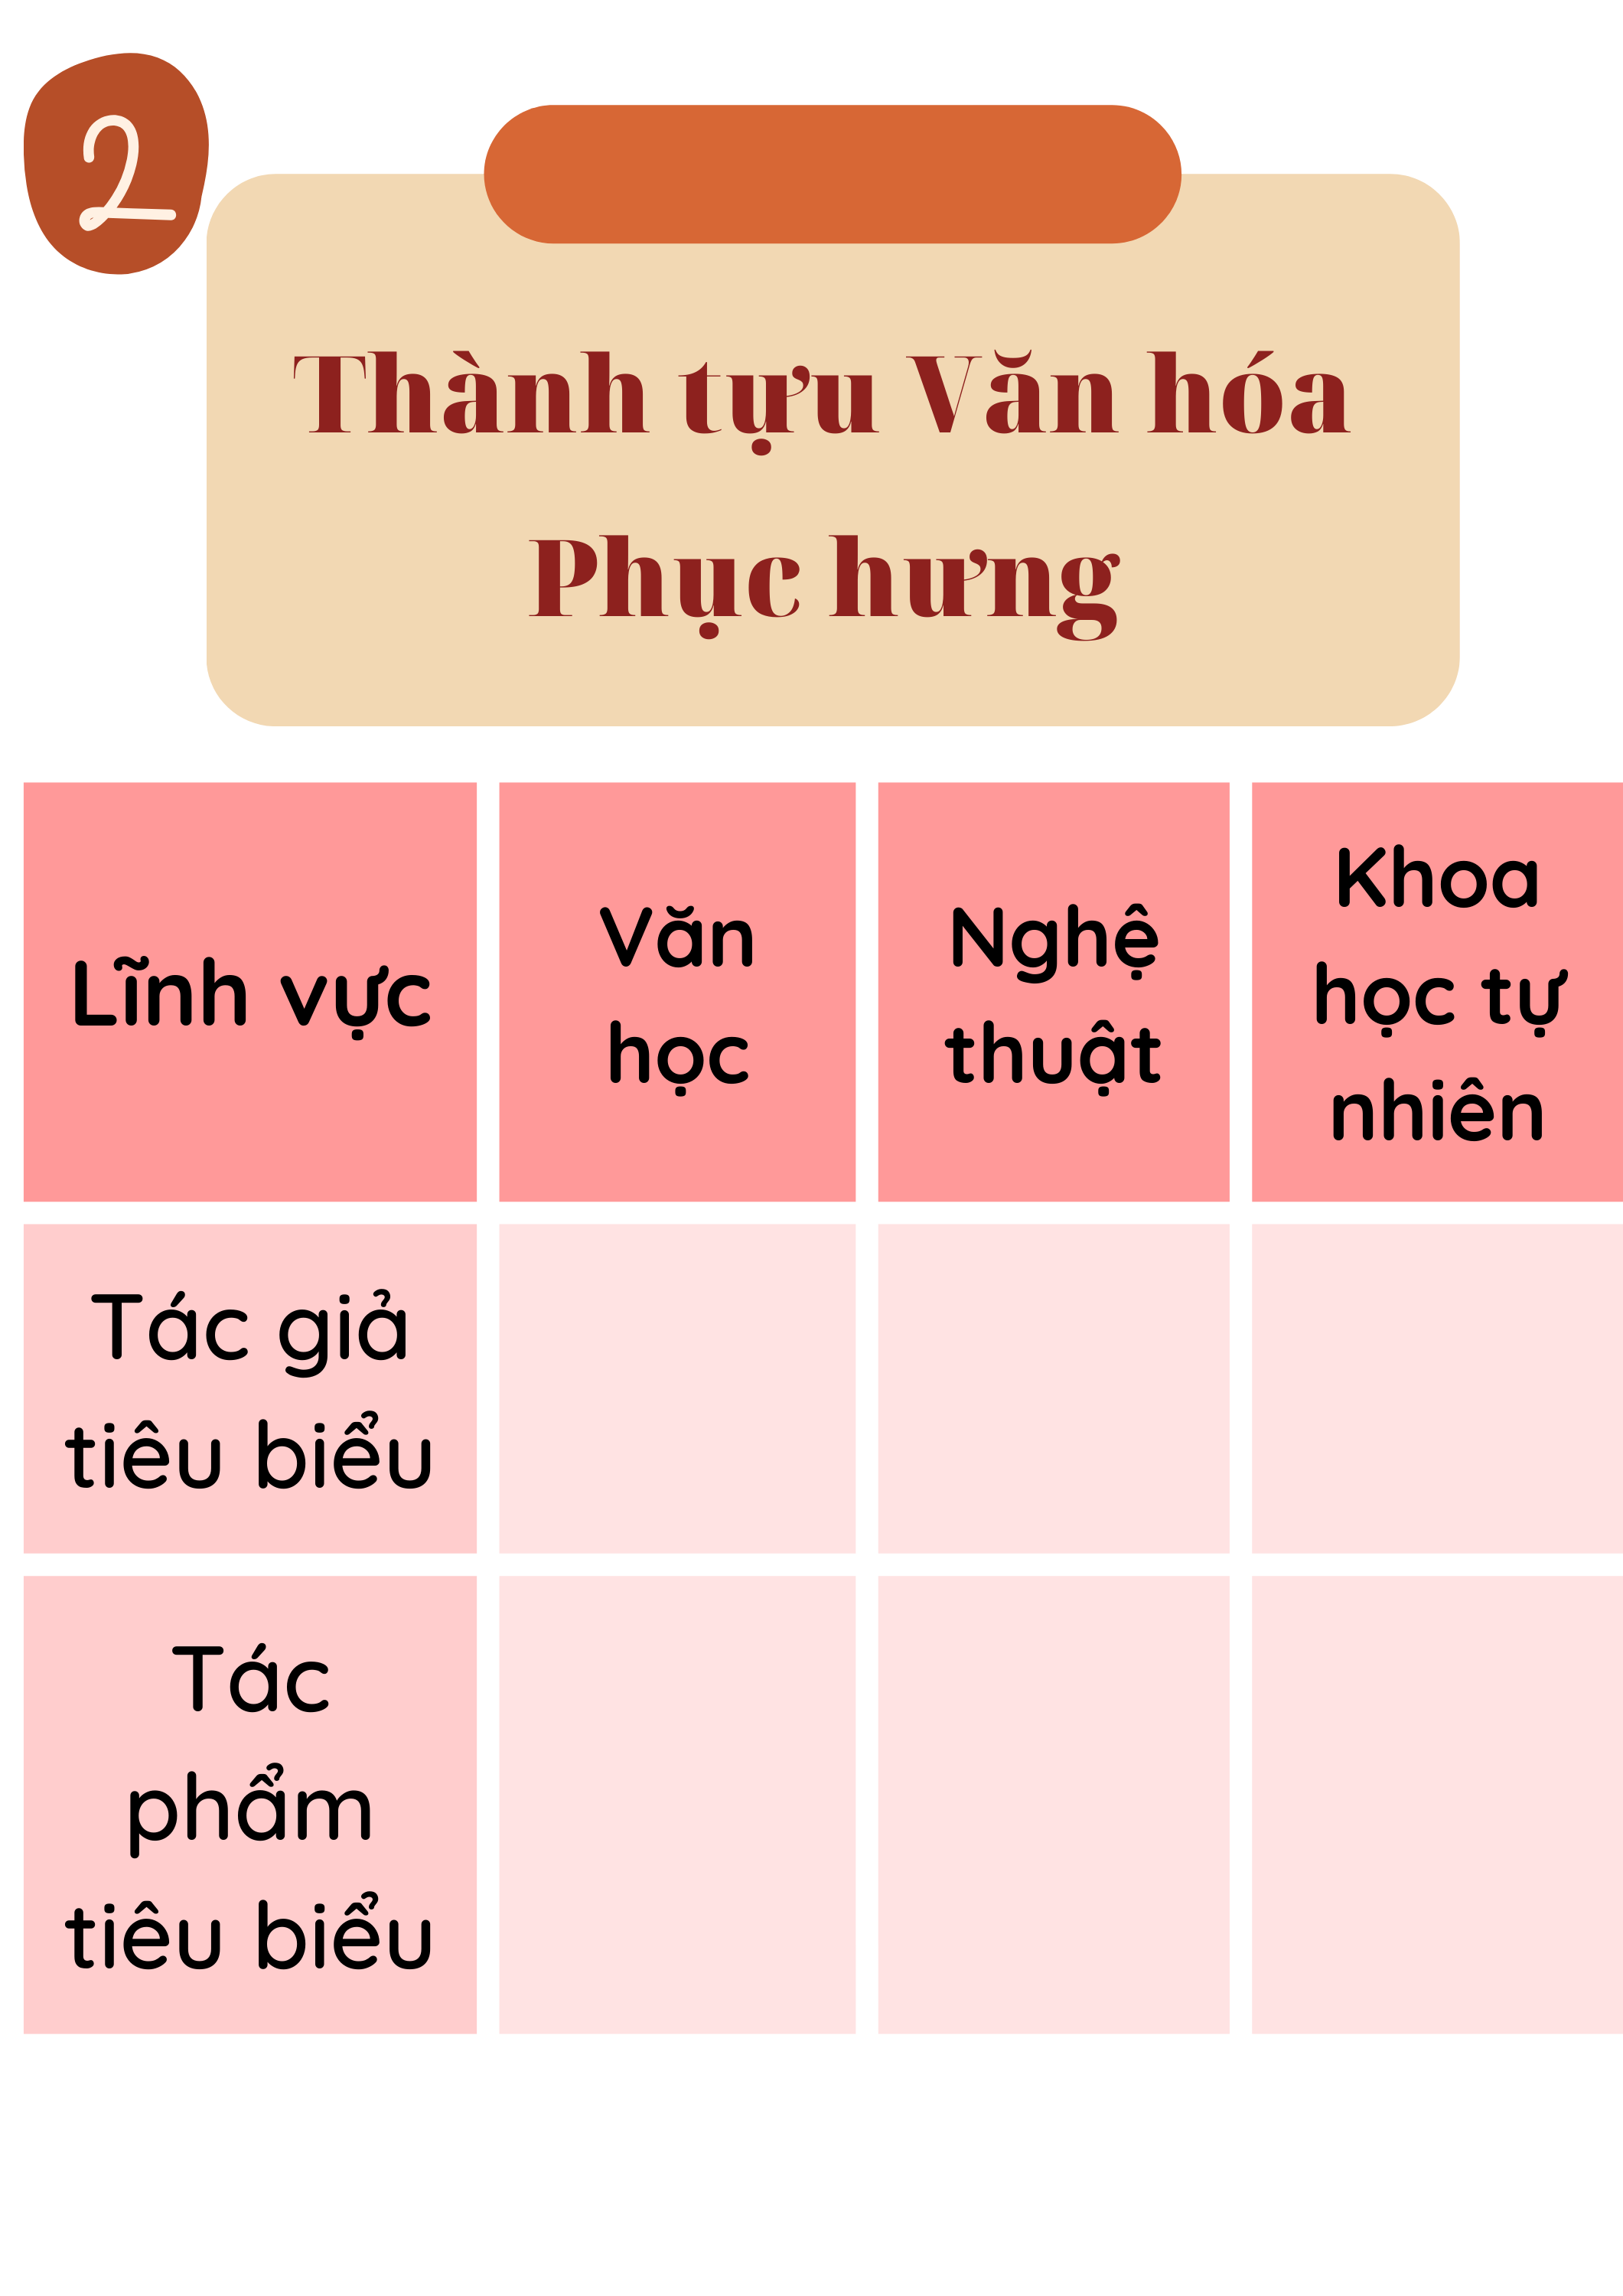 2
Thành tựu Văn hóa
Phục hưng
Lĩnh vực
Văn
học
Nghệ
thuật
Khoa
học tự
nhiên
Tác giả
tiêu biểu
Tác
phẩm
tiêu biểu